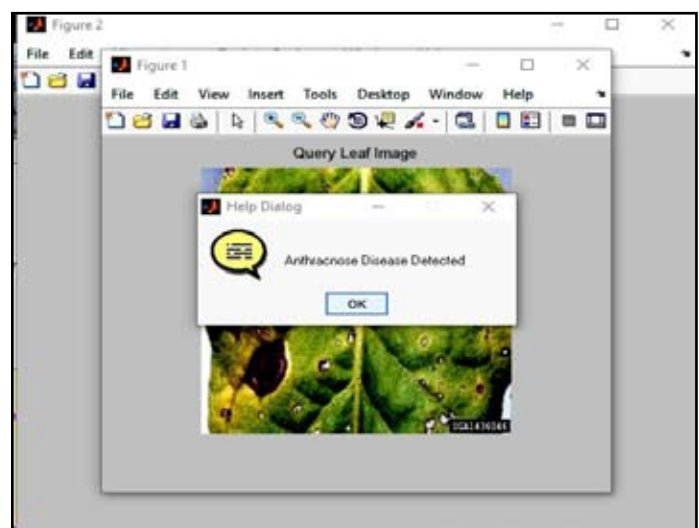 Figure 2
File Edit
Figure 1
File Edit View Insert Tools Desktop Window Help
Query Leaf Image
Help Dialog
Anthracnose Disease Detected
OK